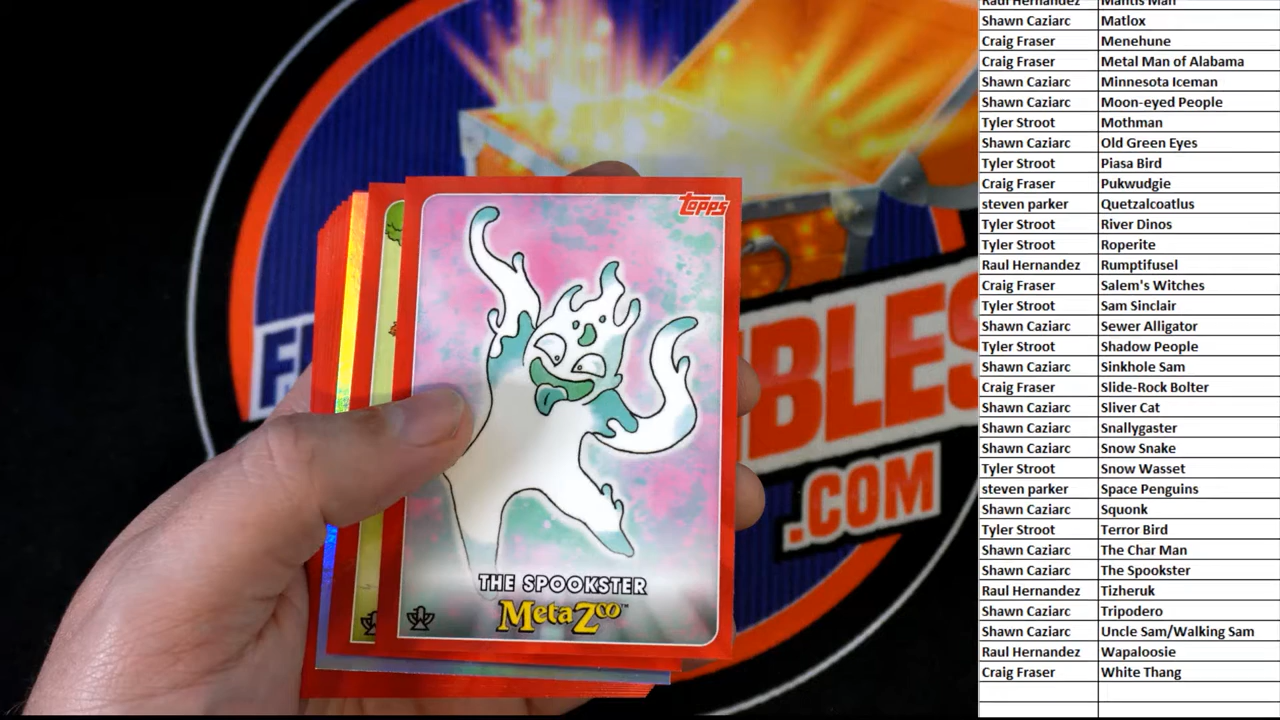 Raul Hernandez Mantis Man
Shawn Caziarc Matlox
Craig Fraser Menehune
Craig Fraser Metal Man of Alabama
Shawn Caziarc Minnesota Iceman
Shawn Caziarc Moon-eyed People
Tyler Stroot Mothman
Shawn Caziarc Old Green Eyes
Tyler Stroot Piasa Bird
Craig Fraser Pukwudgie
steven parker Quetzalcoatlus
Tyler Stroot River Dinos
Tyler Stroot Roperite
Raul Hernandez Rumptifusel
Craig Fraser Salem's Witches
Tyler Stroot Sam Sinclair
Shawn Caziarc Sewer Alligator
Tyler Stroot Shadow People
Shawn Caziarc Sinkhole Sam
Craig Fraser Slide-Rock Bolter
Shawn Caziarc Sliver Cat
Shawn Caziarc Snallygaster
Shawn Caziarc Snow Snake
Tyler Stroot Snow Wasset
steven parker Space Penguins
Shawn Caziarc Squonk
Tyler Stroot Terror Bird
Shawn Caziarc The Char Man
Shawn Caziarc The Spookster
Raul Hernandez Tizheruk
Shawn Caziarc Tripodero
Shawn Caziarc Uncle Sam/Walking Sam
Raul Hernandez Wapaloosie
Craig Fraser White Thang
Topps
THE SPOOKSTER
MetaZoo™
.COM